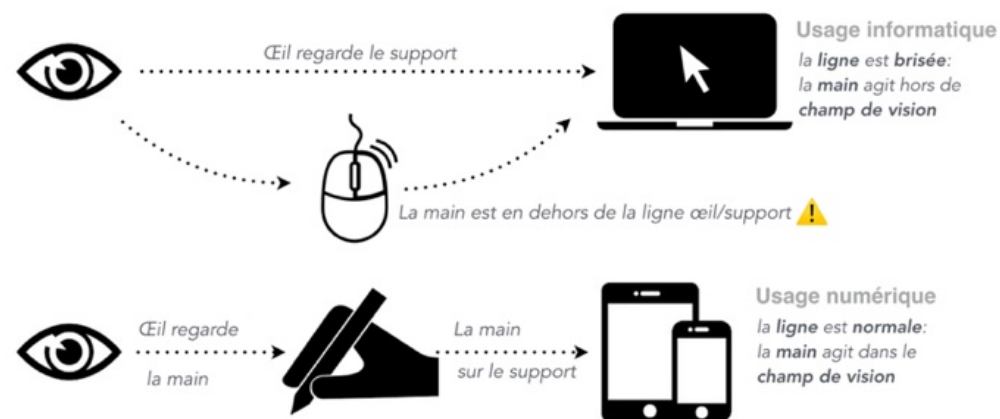 Œil regarde le support
Usage informatique
la ligne est brisée:
la main agit hors de
champ de vision
La main est en dehors de la ligne œil/support
Œil regarde
la main
La main
sur le support
Usage numérique
la ligne est normale:
la main agit dans le
champ de vision